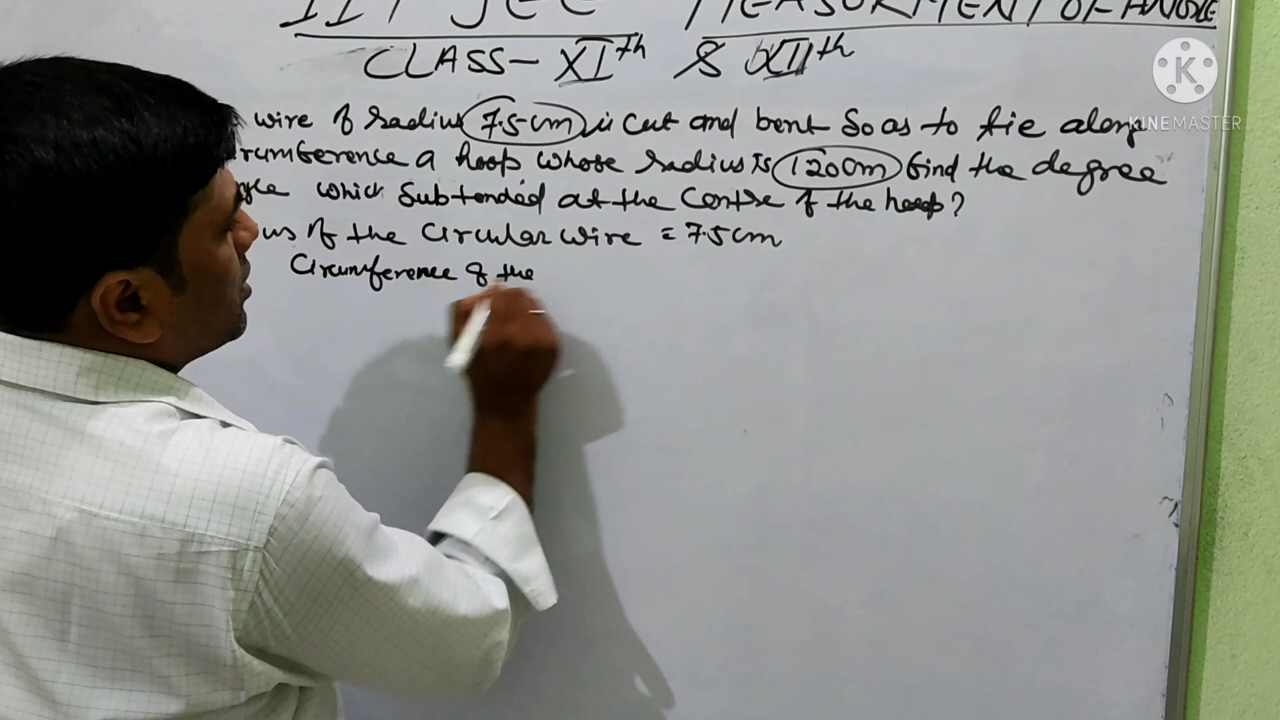 IIT JEE MEASURMENT OF ANGLE
CLASS-XIth & XIIth
KINEMASTER
wire of radius 7.5cm is cut and bent so as to lie along
rcumference a hoop whose radius is 120cm find the degree
gle which subtended at the centre of the hoop?
us of the circular wire = 7.5cm
Circumference of the